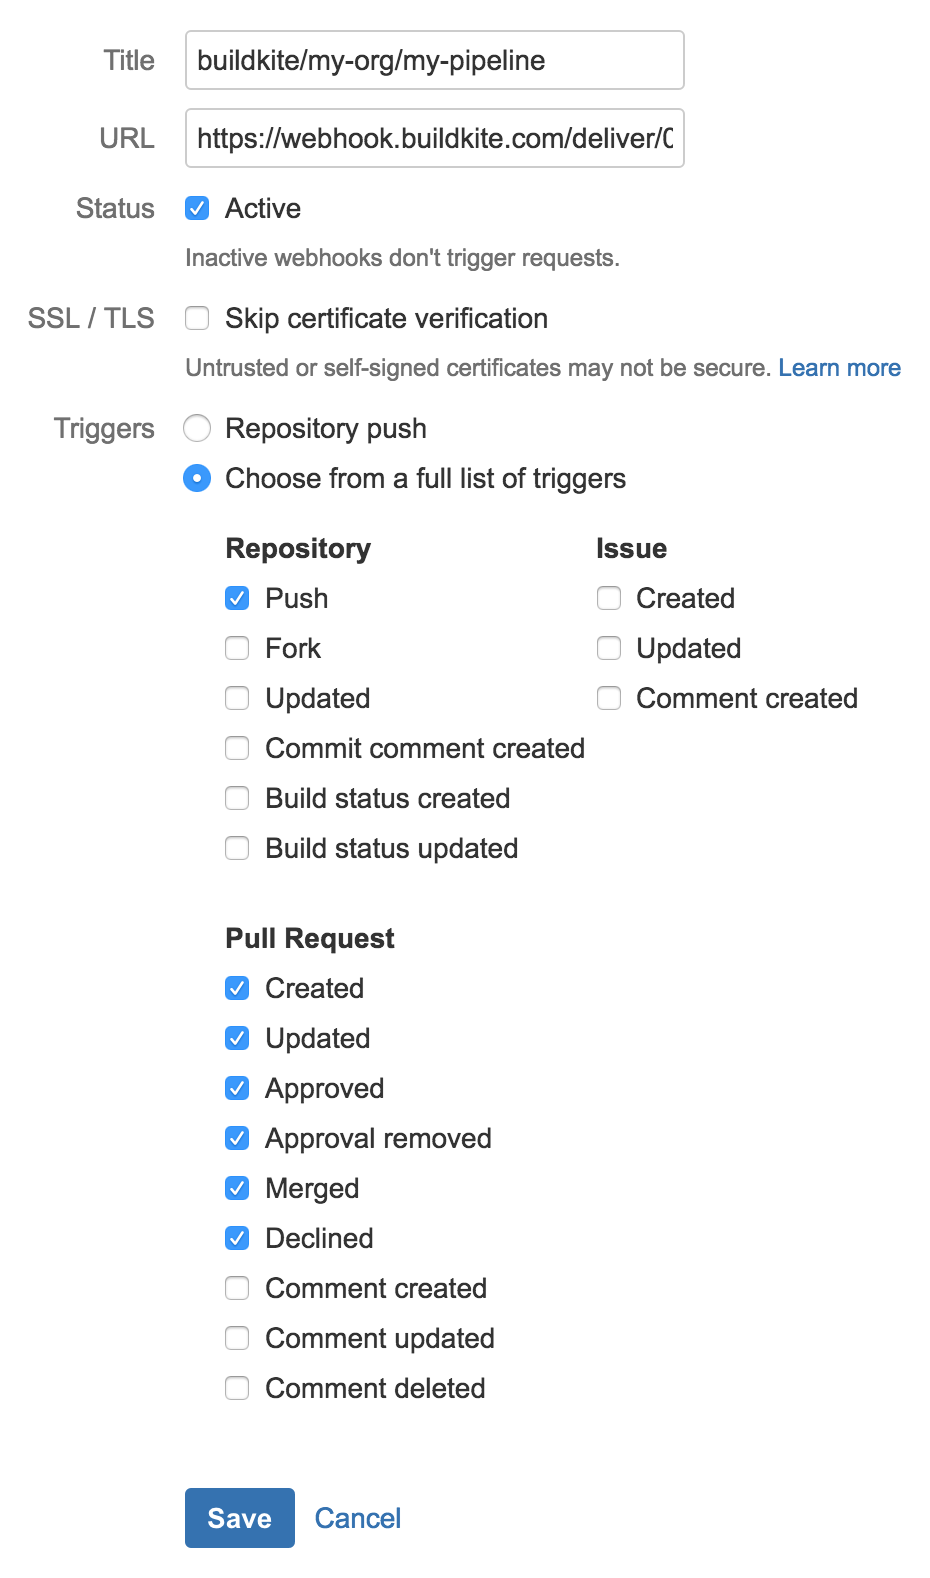 Title buildkite/my-org/my-pipeline
URL https://webhook.buildkite.com/deliver/0
Status Active
Inactive webhooks don't trigger requests.
SSL / TLS Skip certificate verification
Untrusted or self-signed certificates may not be secure. Learn more
Triggers Repository push
Choose from a full list of triggers
Repository
Push
Fork
Updated
Commit comment created
Build status created
Build status updated
Issue
Created
Updated
Comment created
Pull Request
Created
Updated
Approved
Approval removed
Merged
Declined
Comment created
Comment updated
Comment deleted
Save Cancel